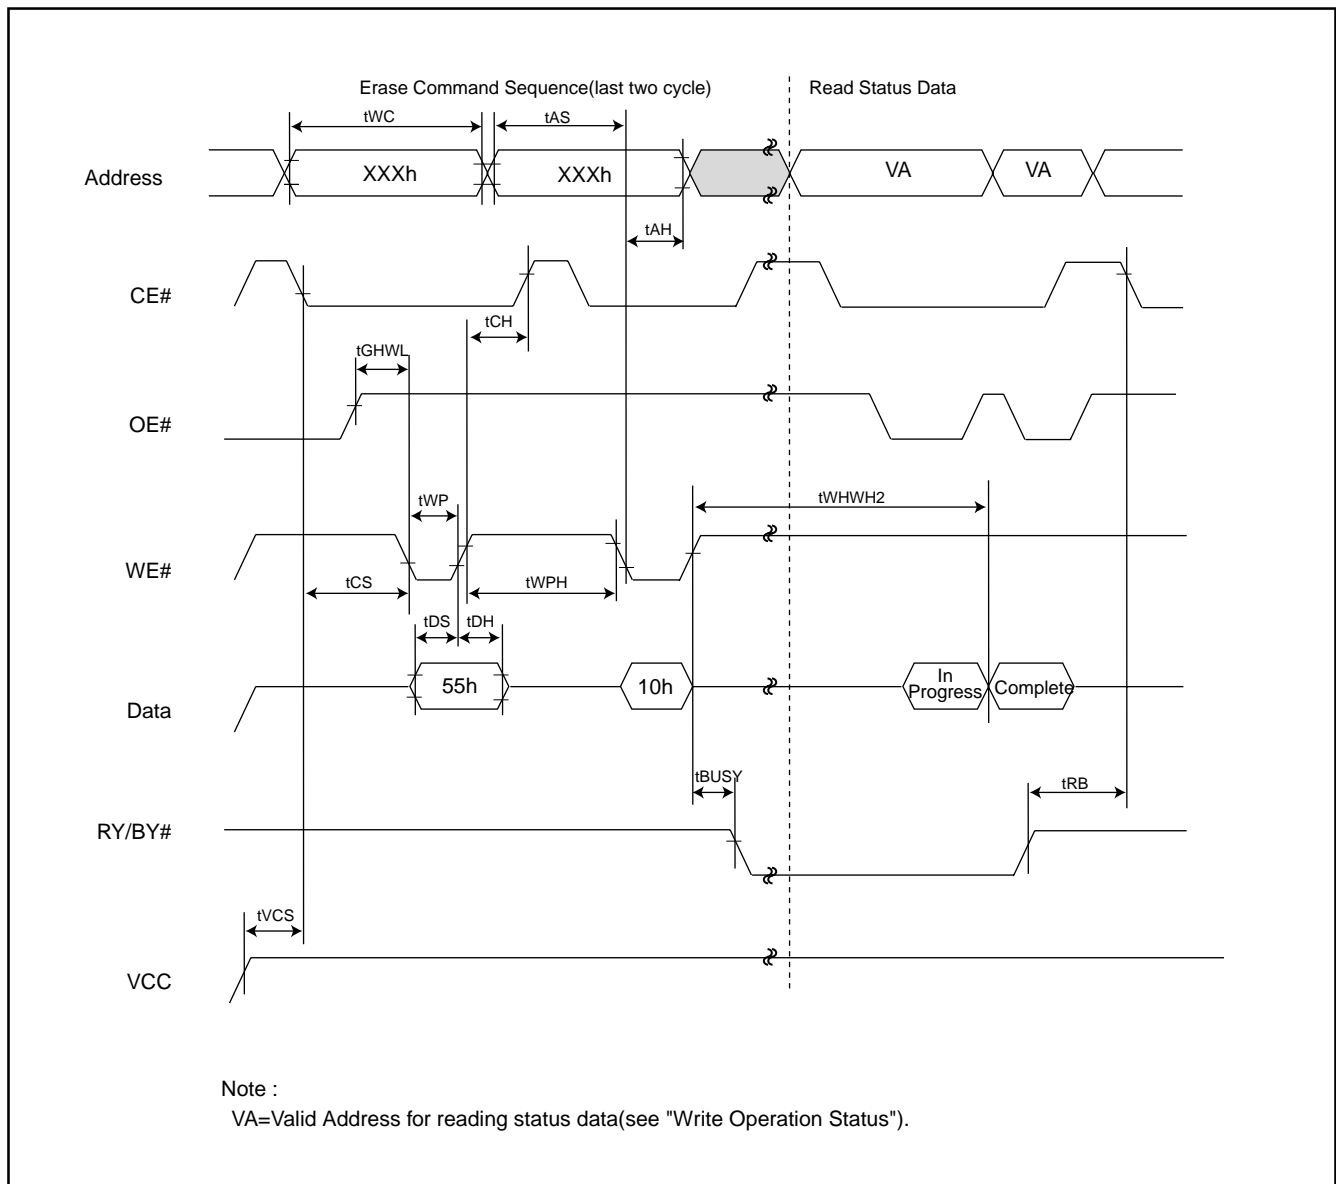 Erase Command Sequence(last two cycle)
Read Status Data
tWC
tAS
Address
XXXh
XXXh
VA
VA
tAH
CE#
tCH
tGHWL
OE#
tWP
tWHWH2
WE#
tCS
tWPH
tDS
tDH
Data
55h
10h
In
Progress
Complete
tBUSY
tRB
RY/BY#
tVCS
VCC
Note :
VA=Valid Address for reading status data(see "Write Operation Status").